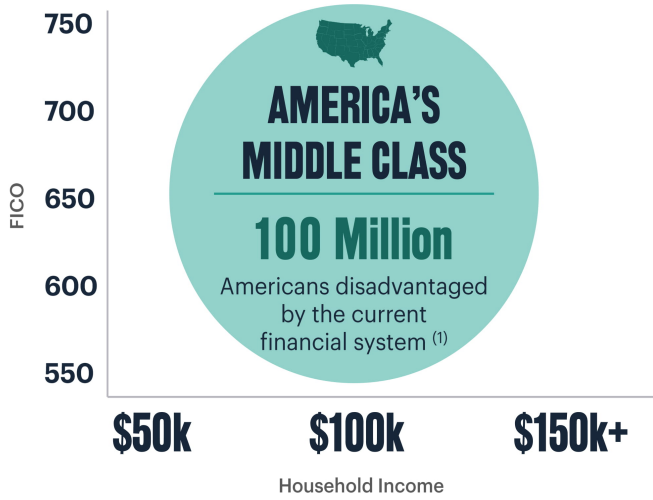 750
700
650
600
550
FICO
AMERICA'S
MIDDLE CLASS
100 Million
Americans disadvantaged
by the current
financial system (1)
$50k
$100k
$150k+
Household Income